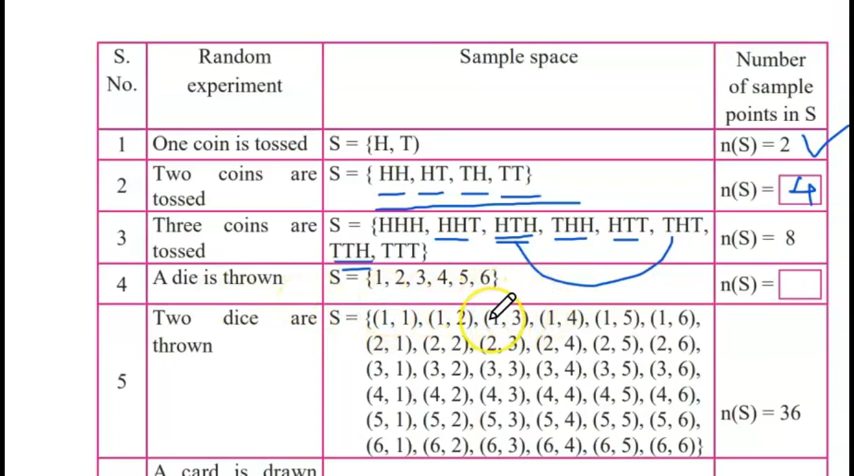 S. No. Random experiment Sample space Number of sample points in S
1 One coin is tossed S = {H, T) n(S) = 2
2 Two coins are tossed S = { HH, HT, TH, TT} n(S) = 4
3 Three coins are tossed S = {HHH, HHT, HTH, THH, HTT, THT, TTH, TTT} n(S) = 8
4 A die is thrown S = {1, 2, 3, 4, 5, 6} n(S) =
5 Two dice are thrown S = {(1, 1), (1, 2), (1, 3), (1, 4), (1, 5), (1, 6),
(2, 1), (2, 2), (2, 3), (2, 4), (2, 5), (2, 6),
(3, 1), (3, 2), (3, 3), (3, 4), (3, 5), (3, 6),
(4, 1), (4, 2), (4, 3), (4, 4), (4, 5), (4, 6),
(5, 1), (5, 2), (5, 3), (5, 4), (5, 5), (5, 6),
(6, 1), (6, 2), (6, 3), (6, 4), (6, 5), (6, 6)} n(S) = 36
A card is drawn